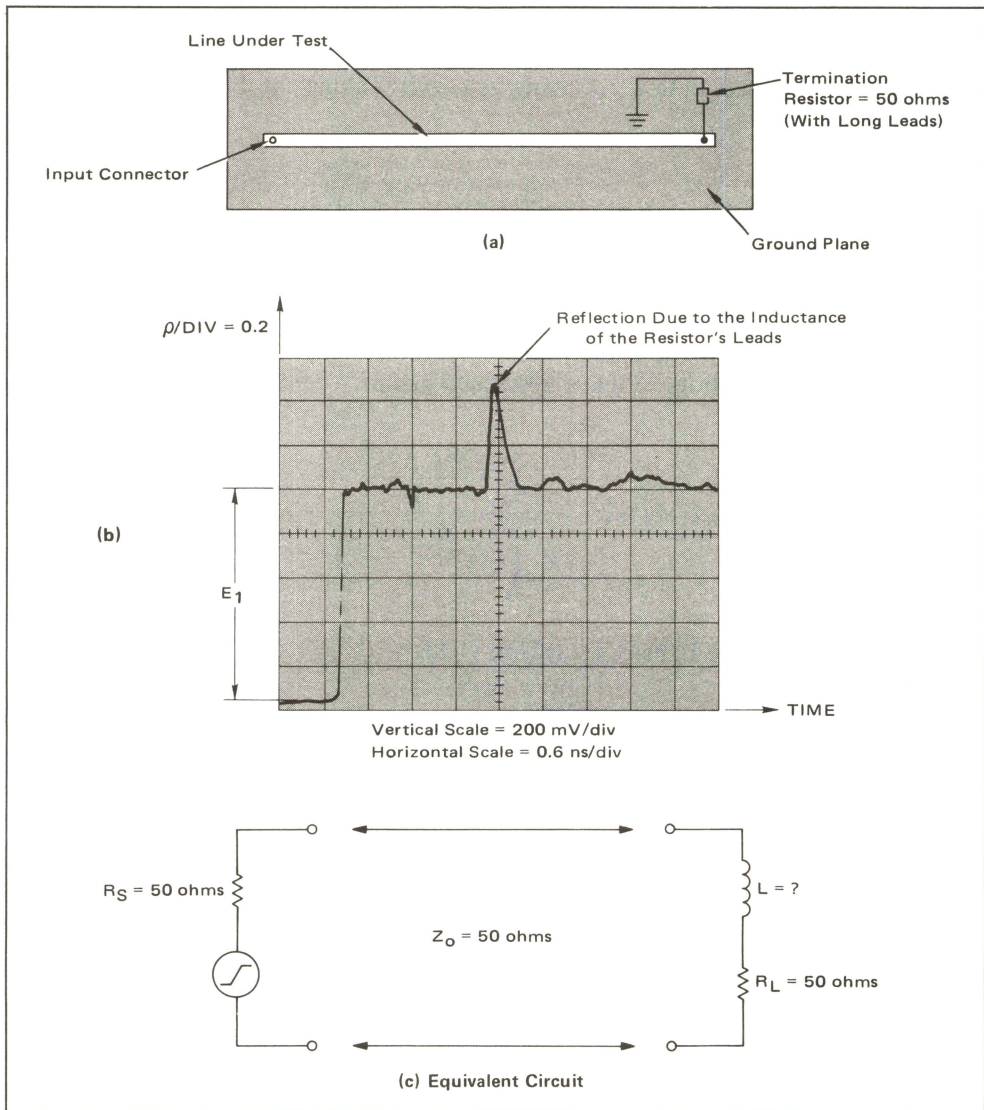 Line Under Test
Termination
Resistor = 50 ohms
(With Long Leads)
Input Connector
(a)
Ground Plane
ρ/DIV = 0.2
Reflection Due to the Inductance
of the Resistor's Leads
(b)
E1
TIME
Vertical Scale = 200 mV/div
Horizontal Scale = 0.6 ns/div
RS = 50 ohms
L = ?
Zo = 50 ohms
RL = 50 ohms
(c) Equivalent Circuit